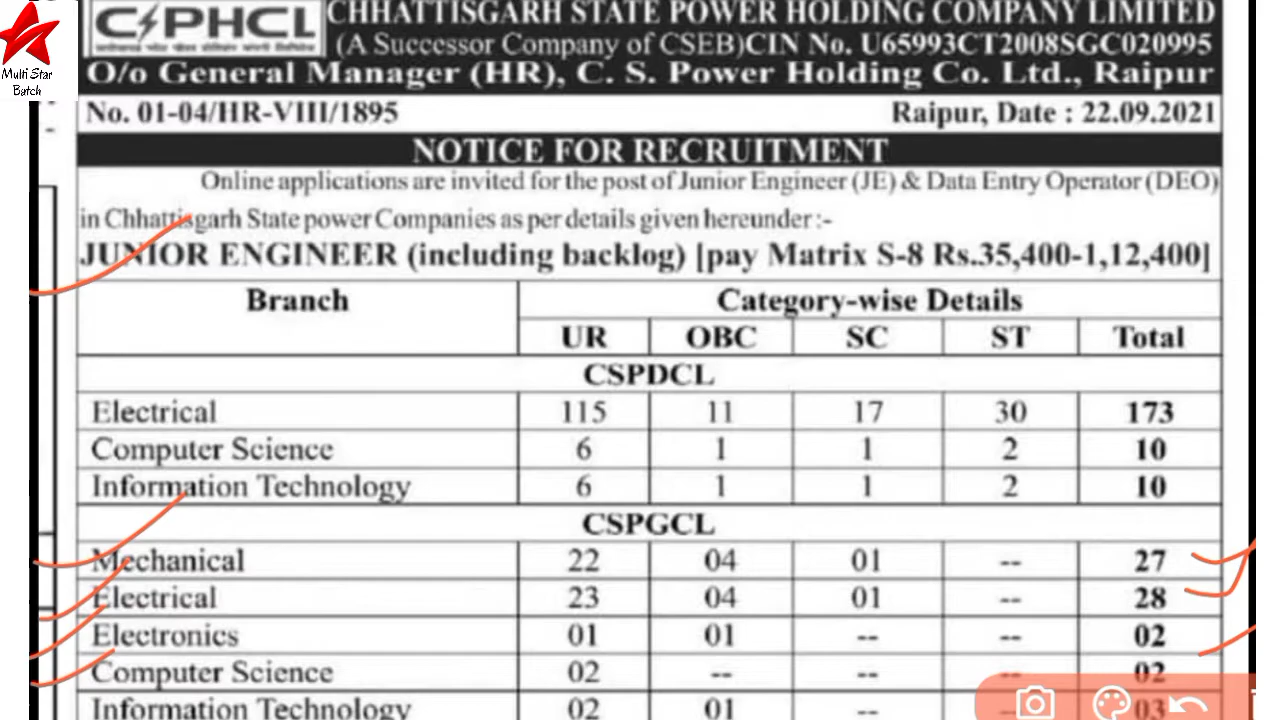 CSPHCL
CHHATTISGARH STATE POWER HOLDING COMPANY LIMITED
(A Successor Company of CSEB)CIN No. U65993CT2008SGC020995
O/o General Manager (HR), C. S. Power Holding Co. Ltd., Raipur
Multi Star
Batch
No. 01-04/HR-VIII/1895 Raipur, Date : 22.09.2021
NOTICE FOR RECRUITMENT
Online applications are invited for the post of Junior Engineer (JE) & Data Entry Operator (DEO)
in Chhattisgarh State power Companies as per details given hereunder :-
JUNIOR ENGINEER (including backlog) [pay Matrix S-8 Rs.35,400-1,12,400]
Branch Category-wise Details
UR OBC SC ST Total
CSPDCL
Electrical 115 11 17 30 173
Computer Science 6 1 1 2 10
Information Technology 6 1 1 2 10
CSPGCL
Mechanical 22 04 01 -- 27
Electrical 23 04 01 -- 28
Electronics 01 01 -- -- 02
Computer Science 02 -- -- -- 02
Information Technology 02 01 -- -- 03